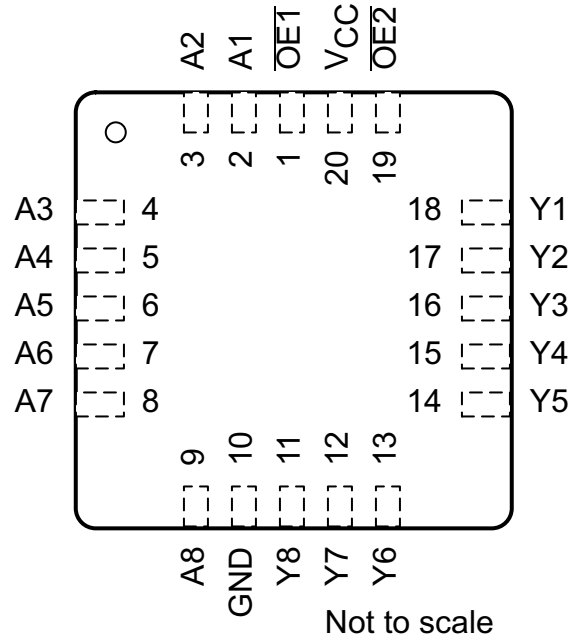 A2 A1 O̅E̅1̅ VCC O̅E̅2̅
3 2 1 20 19
A3 4 18 Y1
A4 5 17 Y2
A5 6 16 Y3
A6 7 15 Y4
A7 8 14 Y5
9 10 11 12 13
A8 GND Y8 Y7 Y6
Not to scale